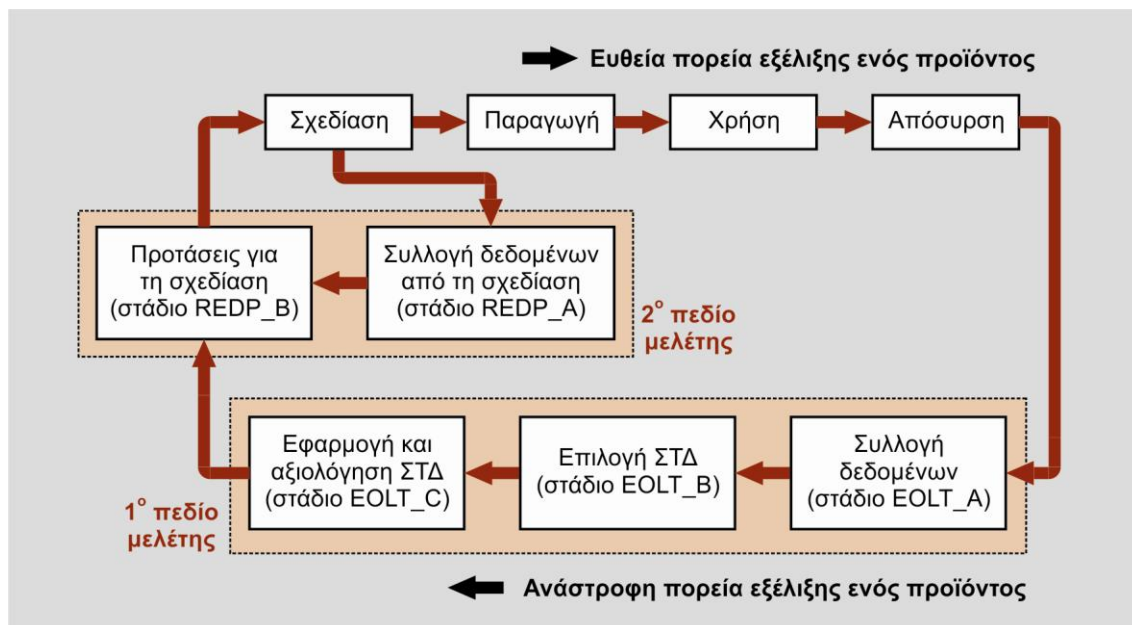 Ευθεία πορεία εξέλιξης ενός προϊόντος
Σχεδίαση
Παραγωγή
Χρήση
Απόσυρση
Προτάσεις για
τη σχεδίαση
(στάδιο REDP_B)
Συλλογή δεδομένων
από τη σχεδίαση
(στάδιο REDP_A)
2ο πεδίο
μελέτης
Εφαρμογή και
αξιολόγηση ΣΤΔ
(στάδιο EOLT_C)
Επιλογή ΣΤΔ
(στάδιο EOLT_B)
Συλλογή
δεδομένων
(στάδιο EOLT_A)
1ο πεδίο
μελέτης
Ανάστροφη πορεία εξέλιξης ενός προϊόντος